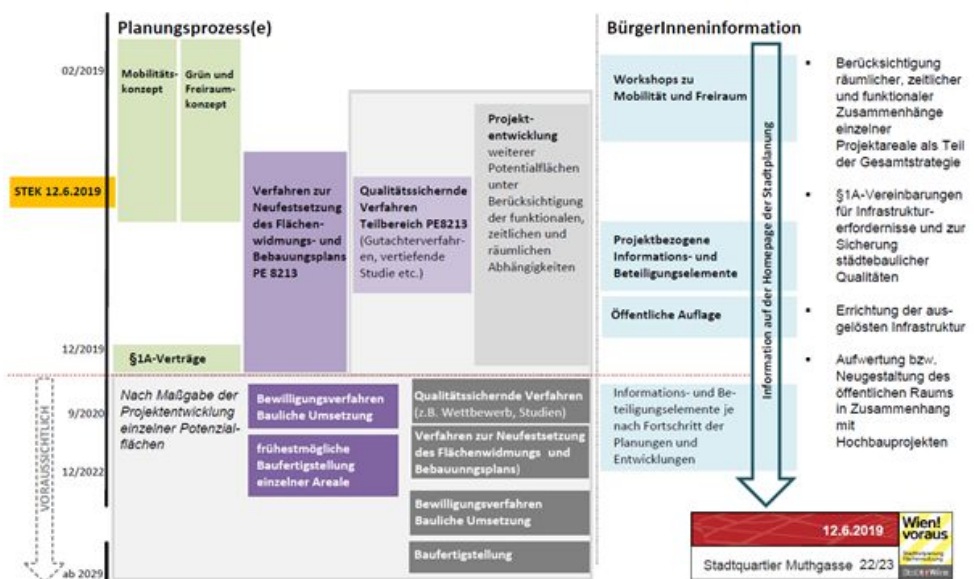 Planungsprozess(e)
BürgerInneninformation
02/2019
STEK 12.6.2019
12/2019
9/2020
12/2022
ab 2029
VORAUSSICHTLICH
Mobilitäts-
konzept
Grün und
Freiraum-
konzept
Verfahren zur
Neufestsetzung
des Flächen-
widmungs- und
Bebauungsplans
PE 8213
Qualitätssichernde
Verfahren
Teilbereich PE8213
(Gutachterverfahr-
en, vertiefende
Studie etc.)
Projekt-
entwicklung
weiterer
Potentialflächen
unter
Berücksichtigung
der funktionalen,
zeitlichen und
räumlichen
Abhängigkeiten
§1A-Verträge
Nach Maßgabe der
Projektentwicklung
einzelner Potenzial-
flächen
Bewilligungsverfahren
Bauliche Umsetzung
frühestmögliche
Baufertigstellung
einzelner Areale
Qualitätssichernde Verfahren
(z.B. Wettbewerb, Studien)
Verfahren zur Neufestsetzung
des Flächenwidmungs und
Bebauunngsplans)
Bewilligungsverfahren
Bauliche Umsetzung
Baufertigstellung
Workshops zu
Mobilität und Freiraum
Projektbezogene
Informations- und
Beteiligungselemente
Öffentliche Auflage
Informations- und Be-
teiligungselemente je
nach Fortschritt der
Planungen und
Entwicklungen
Information auf der Homepage der Stadtplanung
• Berücksichtigung
räumlicher, zeitlicher
und funktionaler
Zusammenhänge
einzelner
Projektareale als Teil
der Gesamtstrategie
• §1A-Vereinbarungen
für Infrastruktur-
erfordernisse und zur
Sicherung
städtebaulicher
Qualitäten
• Errichtung der aus-
gelösten Infrastruktur
• Aufwertung bzw.
Neugestaltung des
öffentlichen Raums
in Zusammenhang
mit
Hochbauprojekten
12.6.2019
Stadtquartier Muthgasse 22/23
Wien!
voraus